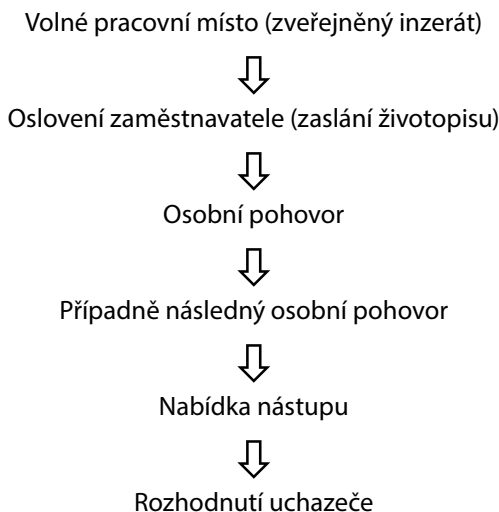 Volné pracovní místo (zveřejněný inzerát)
Oslovení zaměstnavatele (zaslání životopisu)
Osobní pohovor
Případně následný osobní pohovor
Nabídka nástupu
Rozhodnutí uchazeče